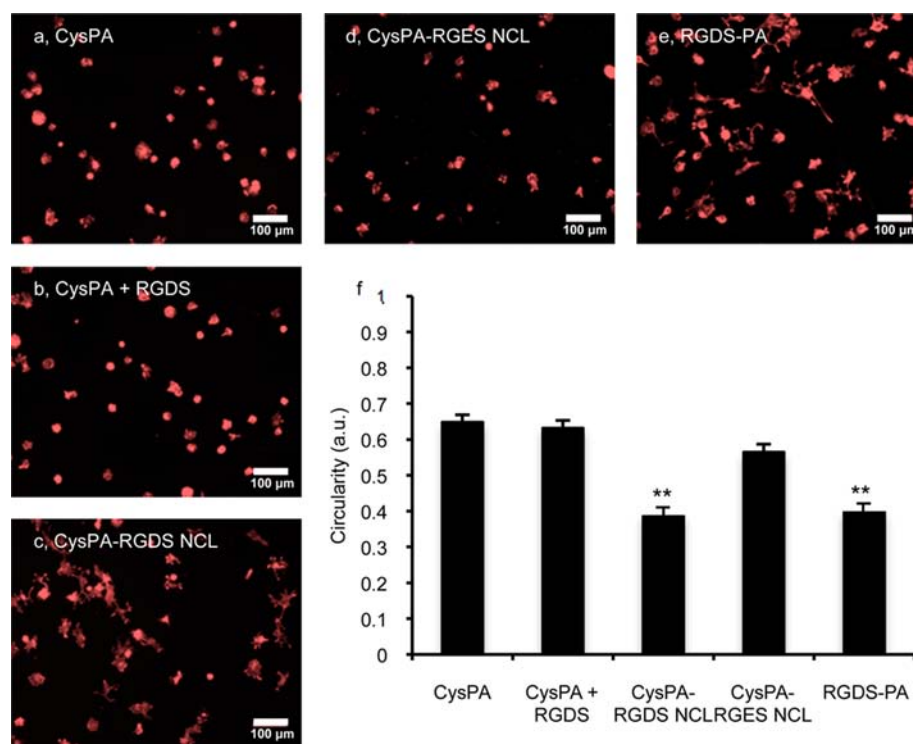 a, CysPA
100 µm
d, CysPA-RGES NCL
100 µm
e, RGDS-PA
100 µm
b, CysPA + RGDS
100 µm
c, CysPA-RGDS NCL
100 µm
f
1
0.9
0.8
0.7
0.6
0.5
0.4
0.3
0.2
0.1
0
Circularity (a.u.)
**
**
CysPA
CysPA +
RGDS
CysPA-
RGDS NCL
CysPA-
RGES NCL
RGDS-PA